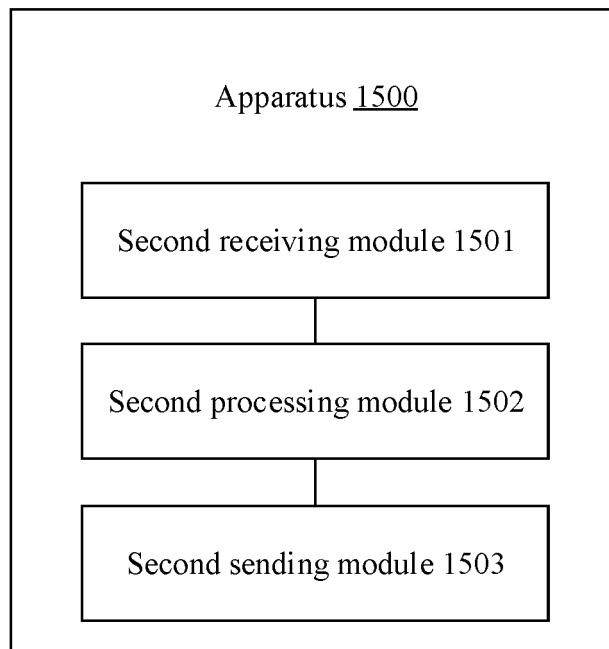 Apparatus 1500
Second receiving module 1501
Second processing module 1502
Second sending module 1503